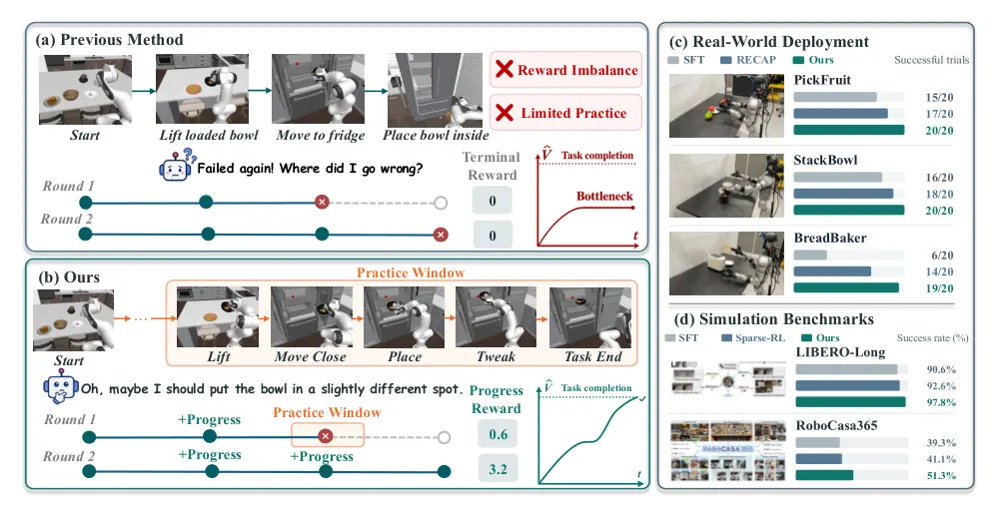 (a) Previous Method
Start
Lift loaded bowl
Move to fridge
Place bowl inside
Reward Imbalance
Limited Practice
??
Failed again! Where did I go wrong?
Terminal
Reward
Round 1
0
Round 2
0
V̂
Task completion
Bottleneck
t
(b) Ours
Practice Window
Start
...
Lift
Move Close
Place
Tweak
Task End
Oh, maybe I should put the bowl in a slightly different spot.
Progress
Reward
Practice Window
Round 1
+Progress
0.6
Round 2
+Progress
+Progress
3.2
V̂
Task completion
t
(c) Real-World Deployment
SFT
RECAP
Ours
Successful trials
PickFruit
15/20
17/20
20/20
StackBowl
16/20
18/20
20/20
BreadBaker
6/20
14/20
19/20
(d) Simulation Benchmarks
SFT
Sparse-RL
Ours
Success rate (%)
LIBERO-Long
90.6%
92.6%
97.8%
RoboCasa365
ROBOCASA365
39.3%
41.1%
51.3%